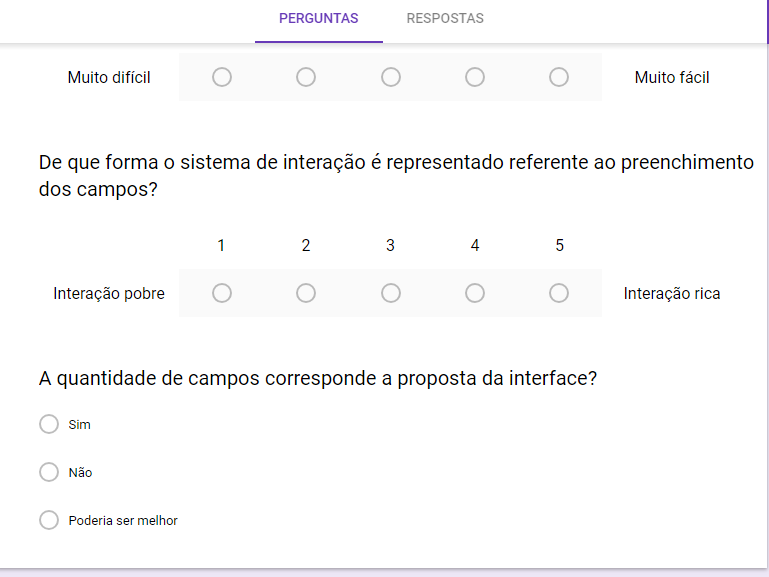 PERGUNTAS RESPOSTAS
Muito difícil Muito fácil
De que forma o sistema de interação é representado referente ao preenchimento
dos campos?
1 2 3 4 5
Interação pobre Interação rica
A quantidade de campos corresponde a proposta da interface?
Sim
Não
Poderia ser melhor